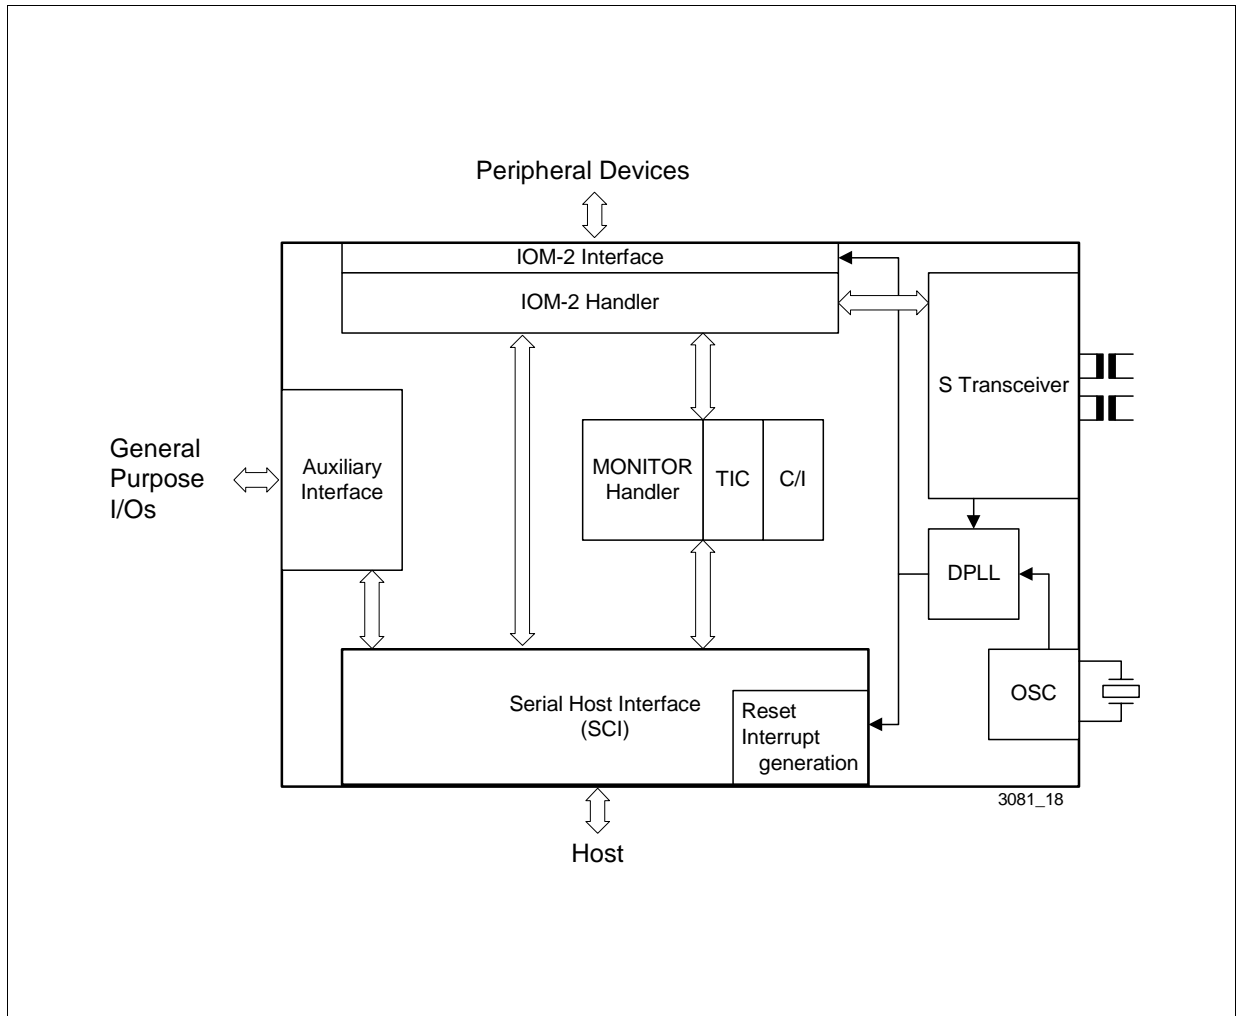 Peripheral Devices
IOM-2 Interface
IOM-2 Handler
S Transceiver
General
Purpose
I/Os
Auxiliary
Interface
MONITOR
Handler
TIC
C/I
DPLL
OSC
Serial Host Interface
(SCI)
Reset
Interrupt
generation
3081_18
Host